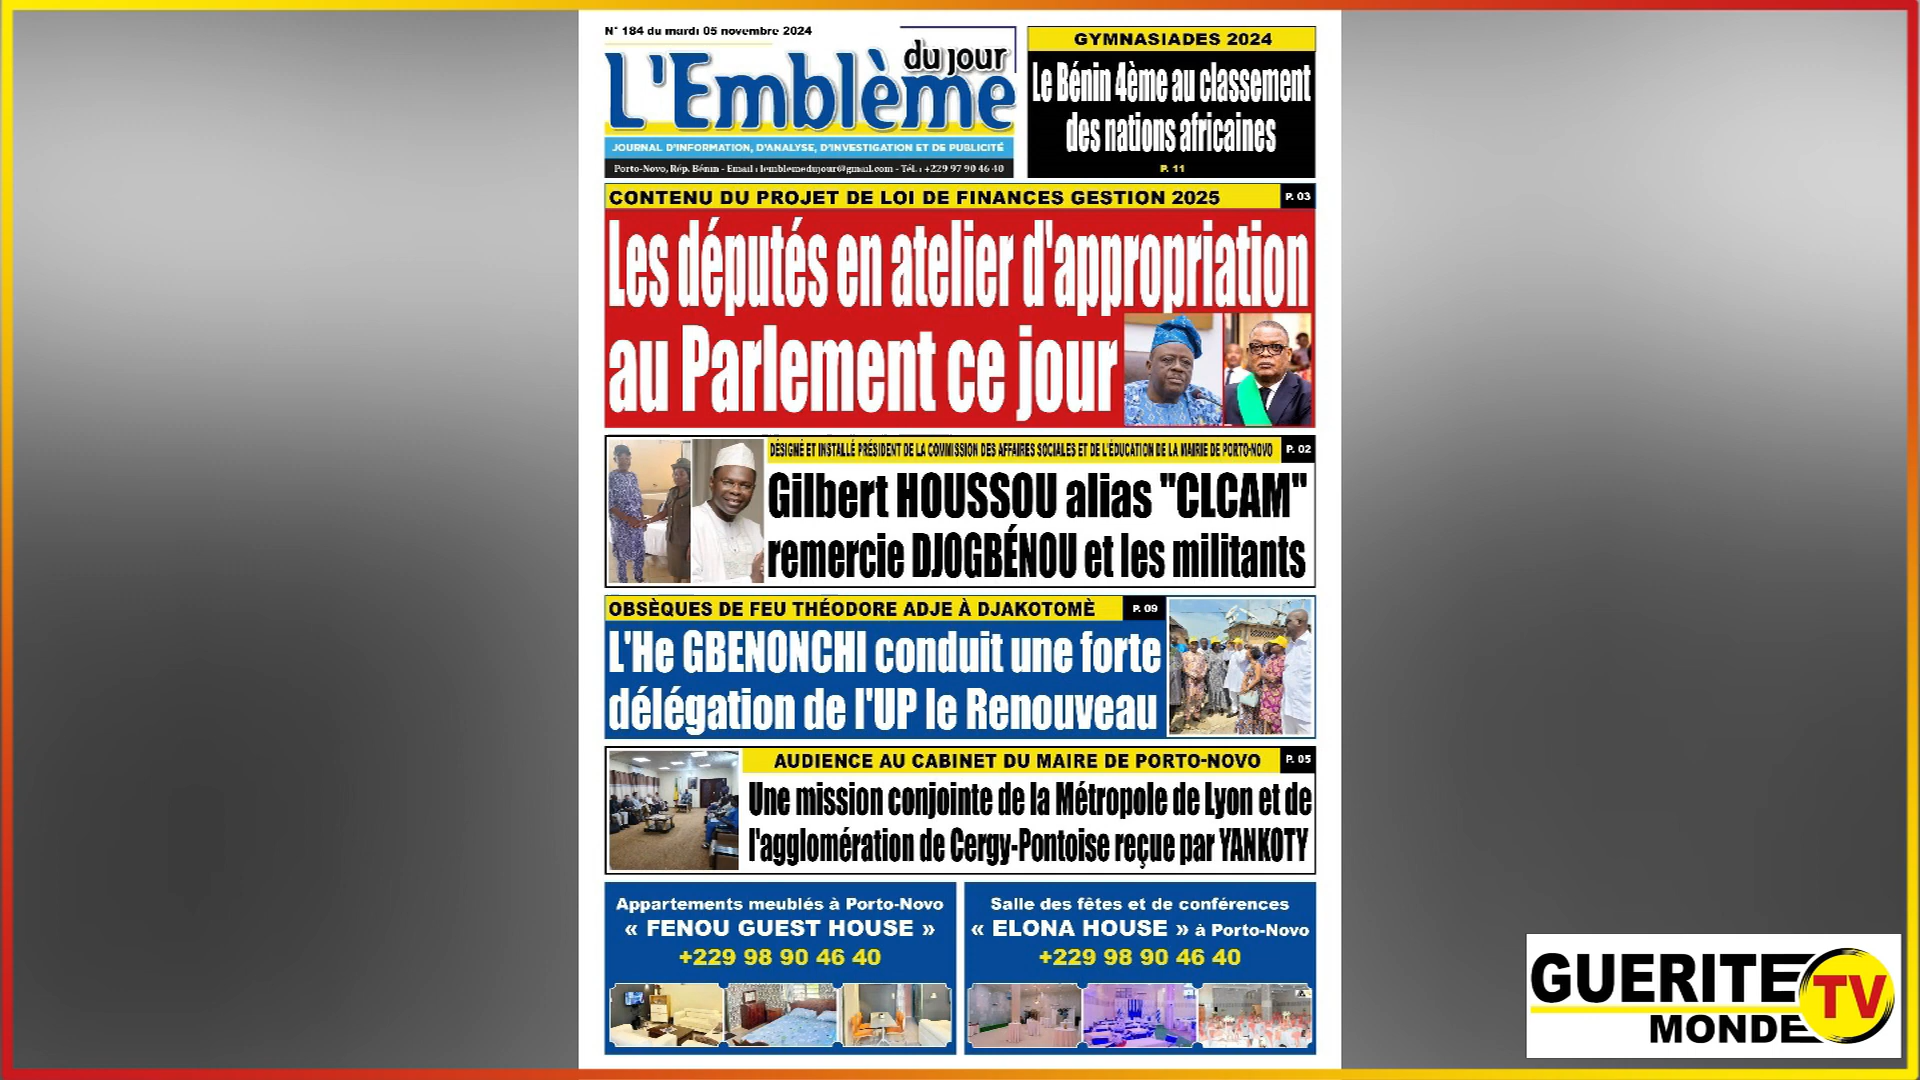 N° 184 du mardi 05 novembre 2024
L'Emblème
du jour
JOURNAL D'INFORMATION, D'ANALYSE, D'INVESTIGATION ET DE PUBLICITÉ
Porto-Novo, Rép. Bénin - Email : lemblemedujour@gmail.com - Tél. : +229 97 90 46 40
GYMNASIADES 2024
Le Bénin 4ème au classement
des nations africaines
P. 11
CONTENU DU PROJET DE LOI DE FINANCES GESTION 2025
P. 03
Les députés en atelier d'appropriation
au Parlement ce jour
DÉSIGNÉ ET INSTALLÉ PRÉSIDENT DE LA COMMISSION DES AFFAIRES SOCIALES ET DE L'ÉDUCATION DE LA MAIRIE DE PORTO-NOVO
P. 02
Gilbert HOUSSOU alias "CLCAM"
remercie DJOGBÉNOU et les militants
OBSÈQUES DE FEU THÉODORE ADJE À DJAKOTOMÈ
P. 09
L'He GBENONCHI conduit une forte
délégation de l'UP le Renouveau
AUDIENCE AU CABINET DU MAIRE DE PORTO-NOVO
P. 05
Une mission conjointe de la Métropole de Lyon et de
l'agglomération de Cergy-Pontoise reçue par YANKOTY
Appartements meublés à Porto-Novo
« FENOU GUEST HOUSE »
+229 98 90 46 40
Salle des fêtes et de conférences
« ELONA HOUSE » à Porto-Novo
+229 98 90 46 40
GUERITE
TV
MONDE